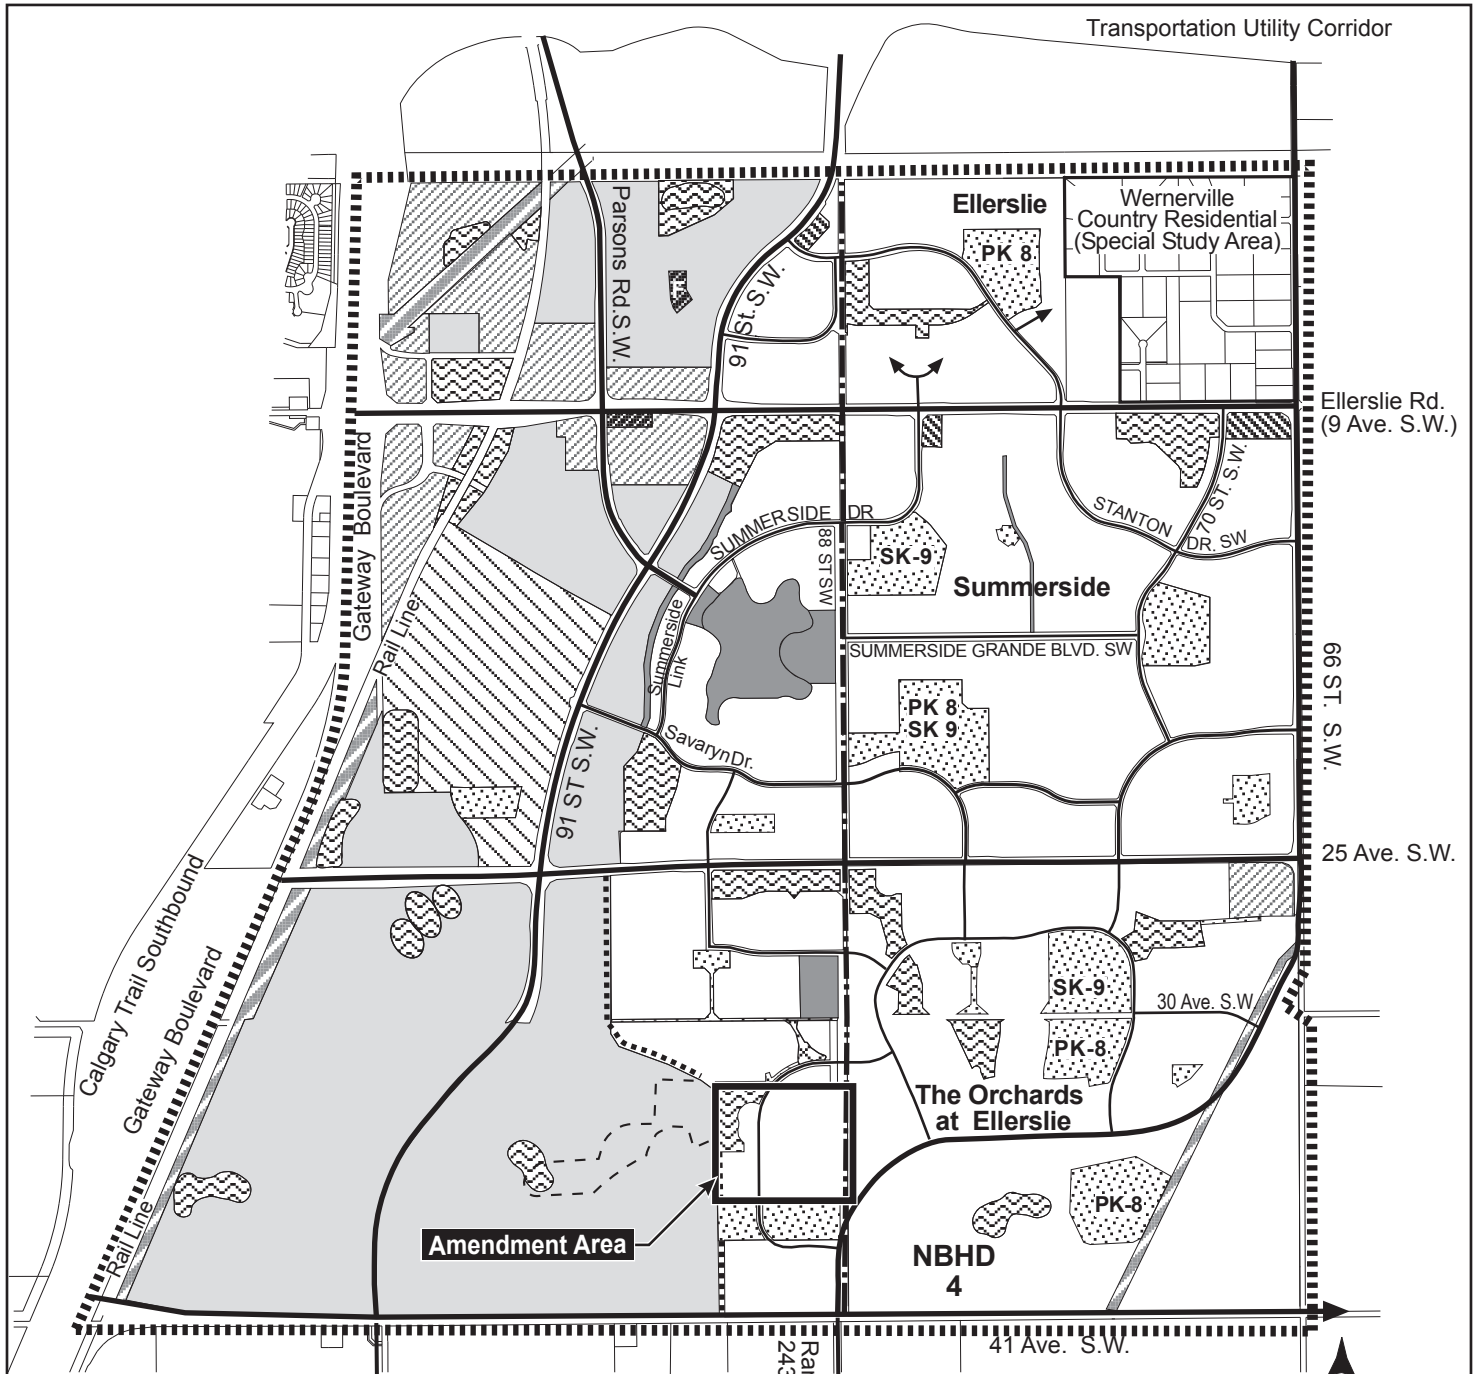 Transportation Utility Corridor
Ellerslie
Wernerville
Country Residential
(Special Study Area)
PK 8
Parsons Rd.S.W.
91 St. S.W.
Ellerslie Rd.
(9 Ave. S.W.)
Gateway Boulevard
SUMMERSIDE DR
88 ST SW
STANTON
DR. SW
70 ST. S.W.
SK-9
Summerside
Rail Line
Summerside
Link
SUMMERSIDE GRANDE BLVD. SW
66 ST. S.W.
PK 8
SK 9
Savaryn Dr.
91 ST S.W.
25 Ave. S.W.
Calgary Trail Southbound
Gateway Boulevard
SK-9
30 Ave. S.W.
PK-8
The Orchards
at Ellerslie
PK-8
Rail Line
Amendment Area
NBHD
4
41 Ave. S.W.
243